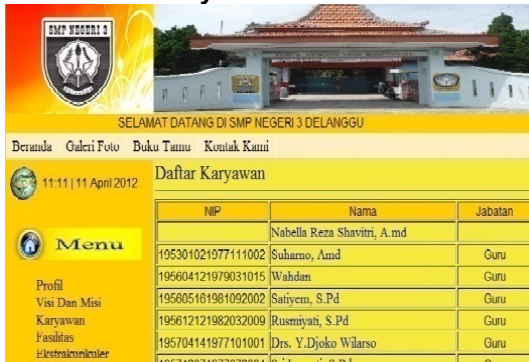 SMP NEGERI 3
SELAMAT DATANG DI SMP NEGERI 3 DELANGGU
Beranda Galeri Foto Buku Tamu Kontak Kami
11:11 | 11 April 2012
Daftar Karyawan
NIP Nama Jabatan
Nabella Reza Shavitri, A.md
195301021977111002 Suharno, Amd Guru
195604121979031015 Wahdan Guru
195605161981092002 Satiyem, S.Pd Guru
195612121982032009 Rusmiyati, S.Pd Guru
195704141977101001 Drs. Y.Djoko Wilarso Guru
Menu
Profil
Visi Dan Misi
Karyawan
Fasilitas
Ekstrakurikuler